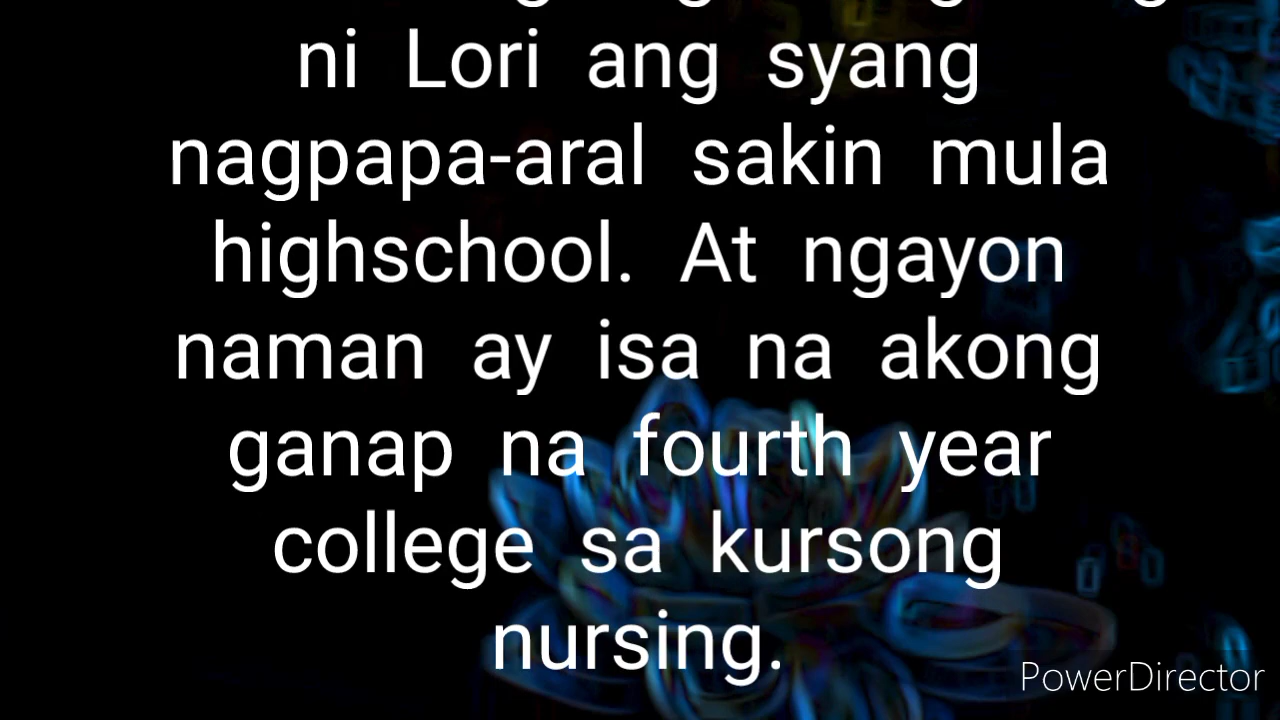 ni Lori ang syang
nagpapa-aral sakin mula
highschool. At ngayon
naman ay isa na akong
ganap na fourth year
college sa kursong
nursing.
PowerDirector